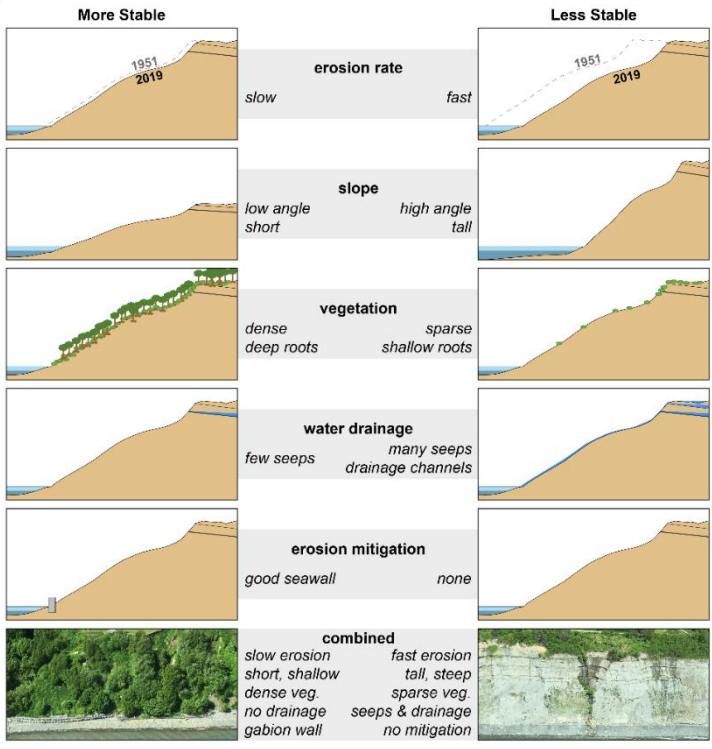 More Stable
Less Stable
1951
2019
erosion rate
slow
fast
1951
2019
slope
low angle
high angle
short
tall
vegetation
dense
sparse
deep roots
shallow roots
water drainage
few seeps
many seeps
drainage channels
erosion mitigation
good seawall
none
combined
slow erosion
fast erosion
short, shallow
tall, steep
dense veg.
sparse veg.
no drainage
seeps & drainage
gabion wall
no mitigation